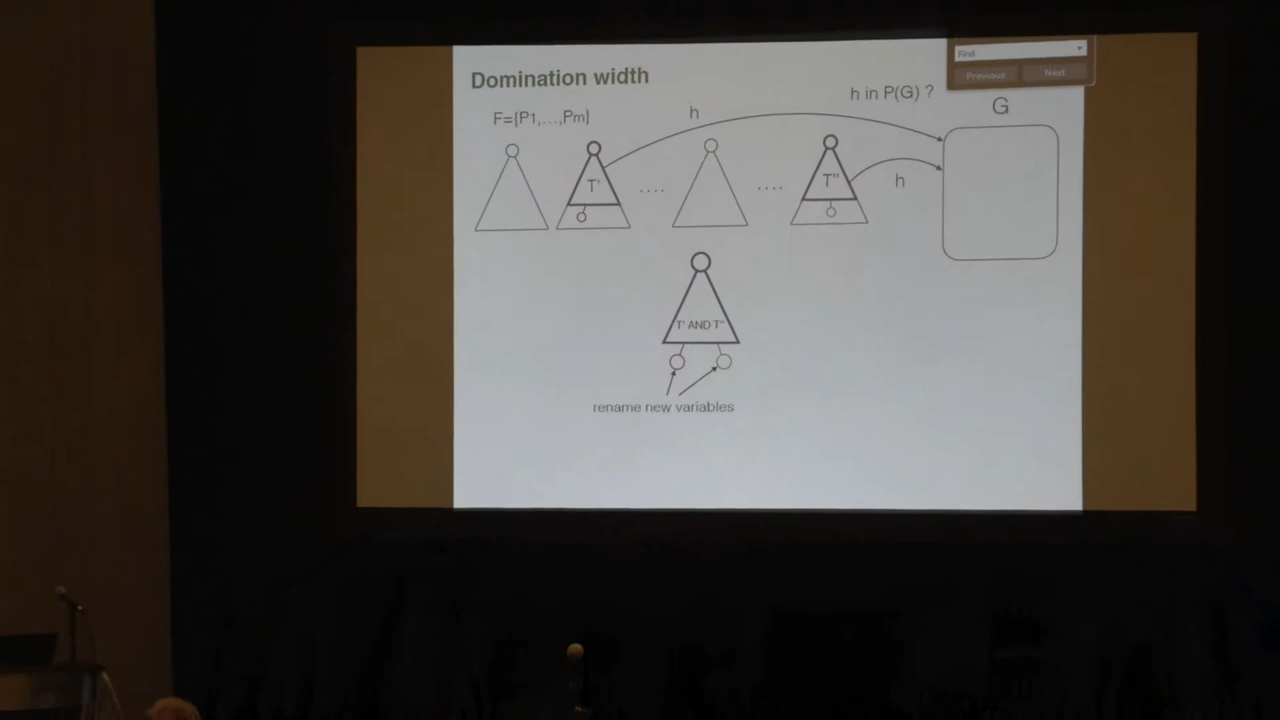 Domination width
Find
Previous Next
h in P(G) ?
G
F={P1,...,Pm}
h
T'
....
....
T''
h
T' AND T''
rename new variables